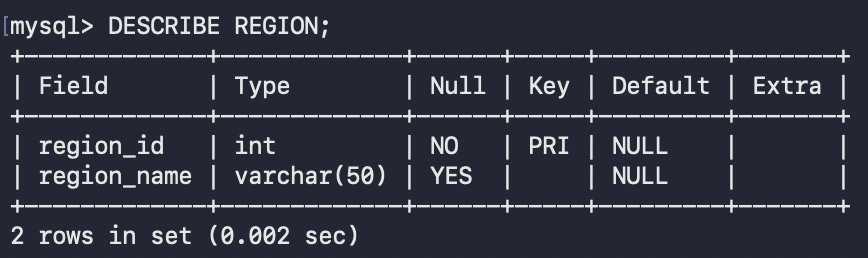 [mysql> DESCRIBE REGION;
+-------------+-------------+------+-----+---------+-------+
| Field       | Type        | Null | Key | Default | Extra |
+-------------+-------------+------+-----+---------+-------+
| region_id   | int         | NO   | PRI | NULL    |       |
| region_name | varchar(50) | YES  |     | NULL    |       |
+-------------+-------------+------+-----+---------+-------+
2 rows in set (0.002 sec)